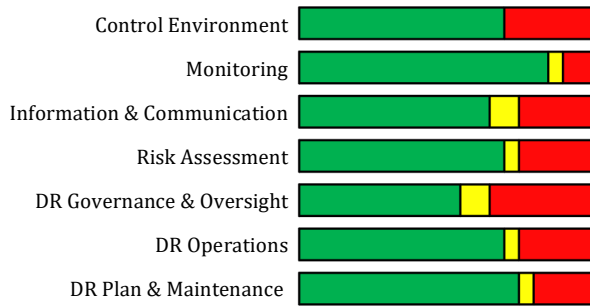 Control Environment
Monitoring
Information & Communication
Risk Assessment
DR Governance & Oversight
DR Operations
DR Plan & Maintenance